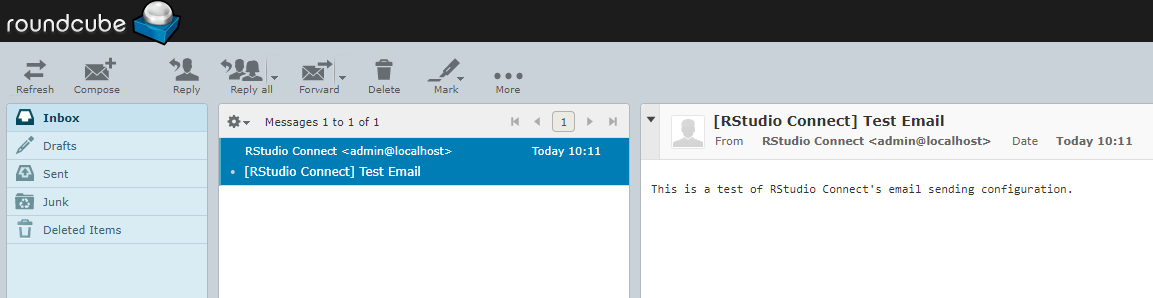 roundcube
Refresh Compose Reply Reply all Forward Delete Mark More
Inbox
Drafts
Sent
Junk
Deleted Items
Messages 1 to 1 of 1 1
RStudio Connect <admin@localhost> Today 10:11
• [RStudio Connect] Test Email
[RStudio Connect] Test Email
From RStudio Connect <admin@localhost> Date Today 10:11
This is a test of RStudio Connect's email sending configuration.